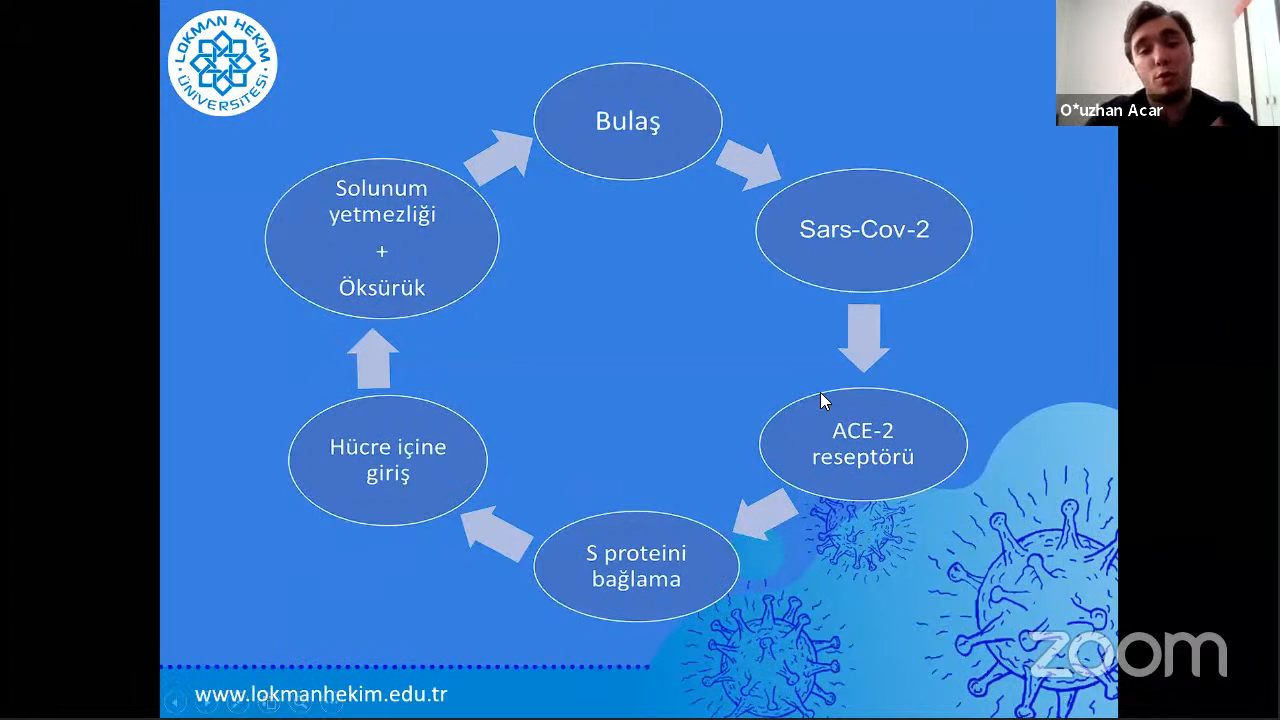 LOKMAN HEKİM
ÜNİVERSİTESİ
O*uzhan Acar
Bulaş
Sars-Cov-2
ACE-2
reseptörü
S proteini
bağlama
Hücre içine
giriş
Solunum
yetmezliği
+
Öksürük
www.lokmanhekim.edu.tr
zoom